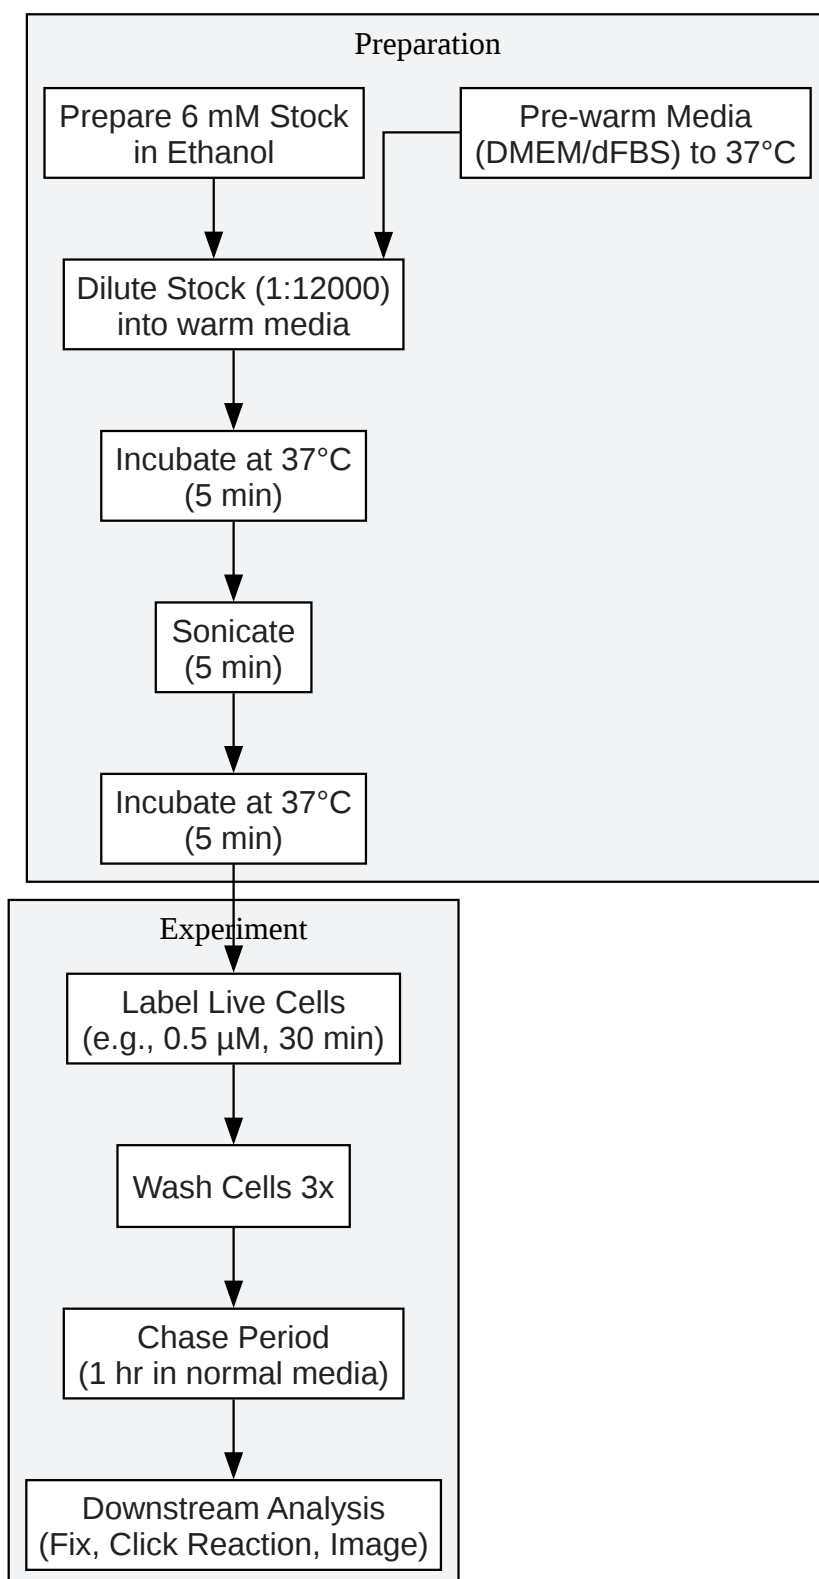 Preparation
Prepare 6 mM Stock
in Ethanol
Pre-warm Media
(DMEM/dFBS) to 37°C
Dilute Stock (1:12000)
into warm media
Incubate at 37°C
(5 min)
Sonicate
(5 min)
Incubate at 37°C
(5 min)
Experiment
Label Live Cells
(e.g., 0.5 µM, 30 min)
Wash Cells 3x
Chase Period
(1 hr in normal media)
Downstream Analysis
(Fix, Click Reaction, Image)